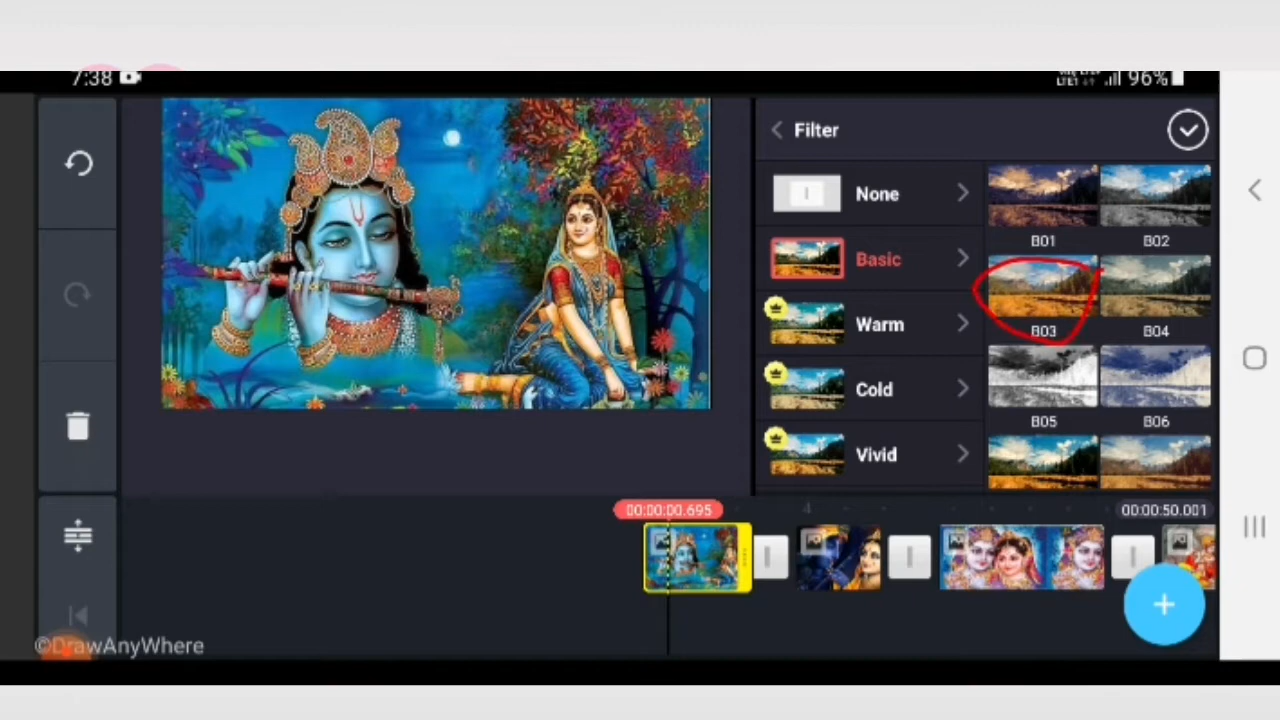 7:38
96%
Filter
None
Basic
Warm
Cold
Vivid
B01
B02
B03
B04
B05
B06
00:00:00.695
4
00:00:50.001
©DrawAnyWhere